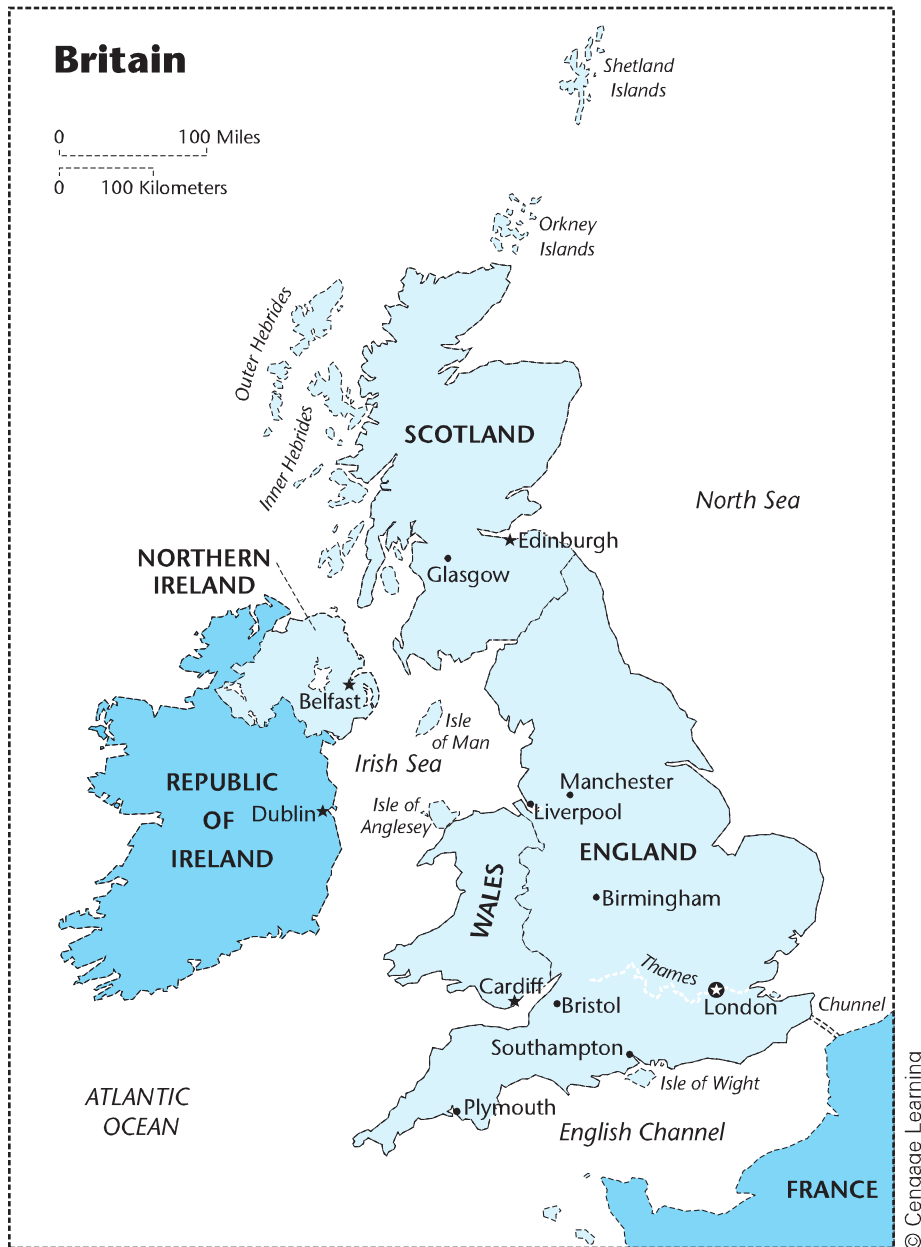 Britain
Shetland
Islands
0 100 Miles
0 100 Kilometers
Orkney
Islands
Outer Hebrides
Inner Hebrides
SCOTLAND
North Sea
Edinburgh
Glasgow
NORTHERN
IRELAND
Belfast
Isle
of Man
Irish Sea
REPUBLIC
OF
IRELAND
Dublin
Isle of
Anglesey
Manchester
Liverpool
ENGLAND
WALES
Birmingham
Thames
Cardiff
Bristol
London
Chunnel
Southampton
Isle of Wight
ATLANTIC
OCEAN
Plymouth
English Channel
FRANCE
© Cengage Learning